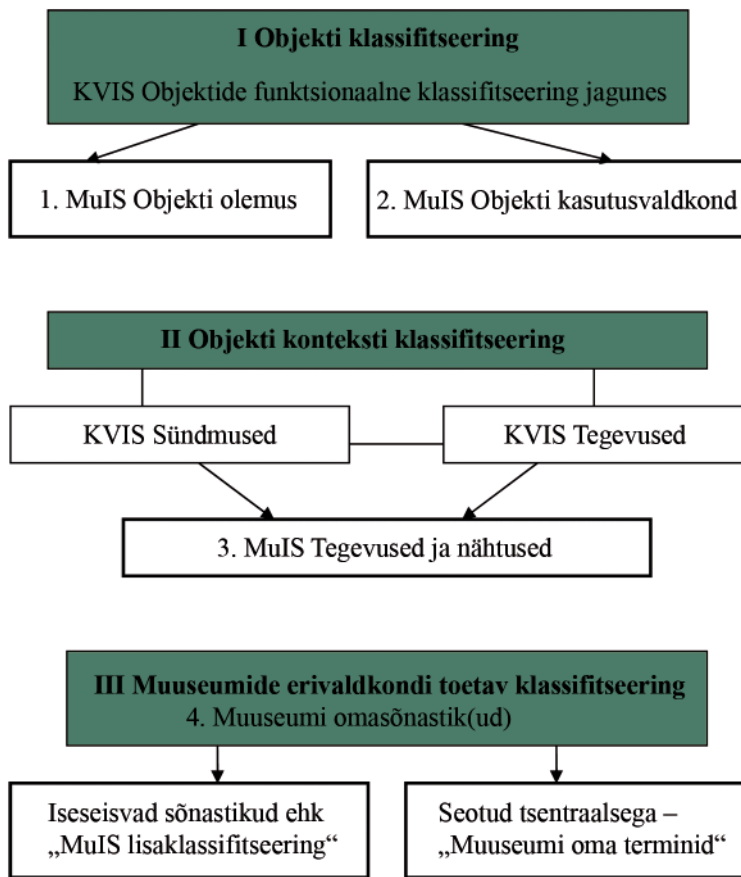 I Objekti klassifitseering
KVIS Objektide funktsionaalne klassifitseering jagunes
1. MuIS Objekti olemus
2. MuIS Objekti kasutusvaldkond
II Objekti konteksti klassifitseering
KVIS Sündmused
KVIS Tegevused
3. MuIS Tegevused ja nähtused
III Muuseumide erivaldkondi toetav klassifitseering
4. Muuseumi omasõnastik(ud)
Iseseisvad sõnastikud ehk
„MuIS lisaklassifitseering“
Seotud tsentraalsega –
„Muuseumi oma terminid“